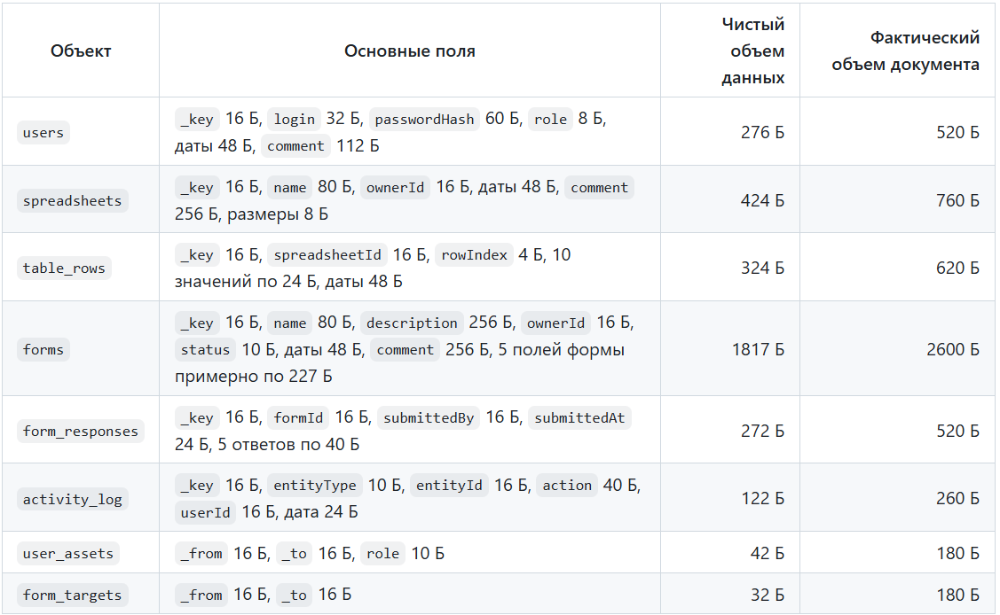 Объект Основные поля Чистый объем данных Фактический объем документа
users _key 16 Б, login 32 Б, passwordHash 60 Б, role 8 Б,
даты 48 Б, comment 112 Б 276 Б 520 Б
spreadsheets _key 16 Б, name 80 Б, ownerId 16 Б, даты 48 Б, comment
256 Б, размеры 8 Б 424 Б 760 Б
table_rows _key 16 Б, spreadsheetId 16 Б, rowIndex 4 Б, 10
значений по 24 Б, даты 48 Б 324 Б 620 Б
forms _key 16 Б, name 80 Б, description 256 Б, ownerId 16 Б,
status 10 Б, даты 48 Б, comment 256 Б, 5 полей формы
примерно по 227 Б 1817 Б 2600 Б
form_responses _key 16 Б, formId 16 Б, submittedBy 16 Б, submittedAt
24 Б, 5 ответов по 40 Б 272 Б 520 Б
activity_log _key 16 Б, entityType 10 Б, entityId 16 Б, action 40 Б,
userId 16 Б, дата 24 Б 122 Б 260 Б
user_assets _from 16 Б, _to 16 Б, role 10 Б 42 Б 180 Б
form_targets _from 16 Б, _to 16 Б 32 Б 180 Б